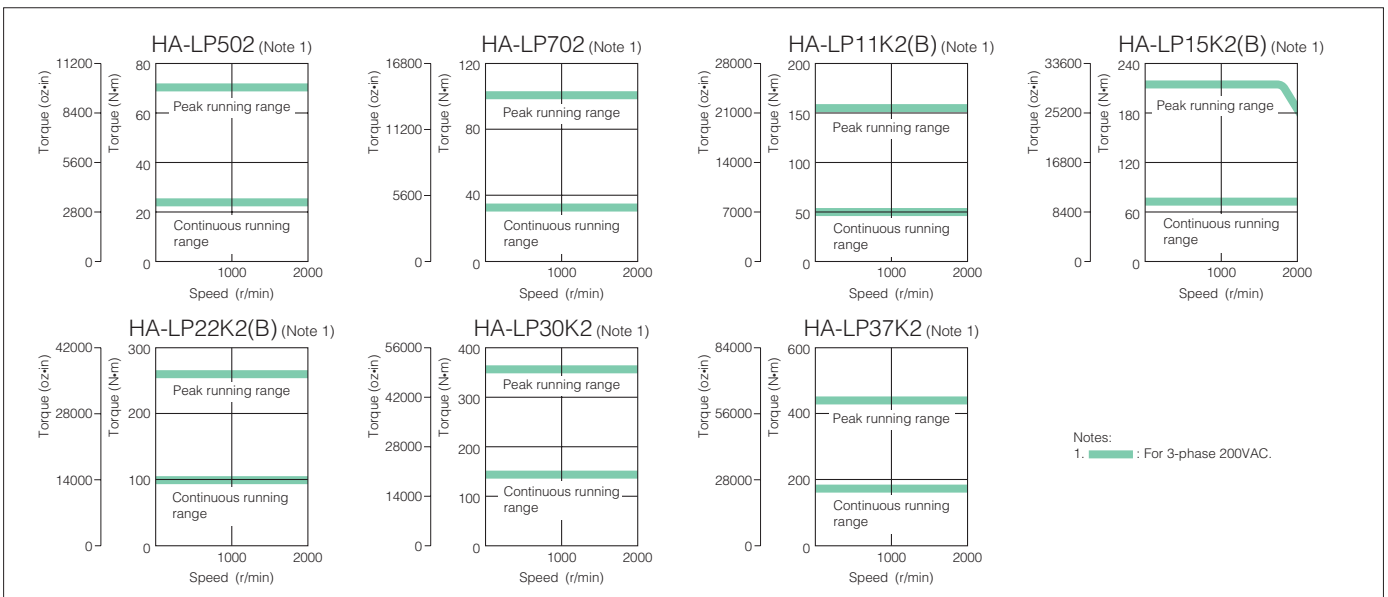 HA-LP502 (Note 1)
Torque (oz•in)
Torque (N•m)
11200
8400
5600
2800
0
80
60
40
20
0
Peak running range
Continuous running
range
1000
2000
Speed (r/min)
HA-LP702 (Note 1)
Torque (oz•in)
Torque (N•m)
16800
11200
5600
0
120
80
40
0
Peak running range
Continuous running
range
1000
2000
Speed (r/min)
HA-LP11K2(B) (Note 1)
Torque (oz•in)
Torque (N•m)
28000
21000
14000
7000
0
200
150
100
50
0
Peak running range
Continuous running
range
1000
2000
Speed (r/min)
HA-LP15K2(B) (Note 1)
Torque (oz•in)
Torque (N•m)
33600
25200
16800
8400
0
240
180
120
60
0
Peak running range
Continuous running
range
1000
2000
Speed (r/min)
HA-LP22K2(B) (Note 1)
Torque (oz•in)
Torque (N•m)
42000
28000
14000
0
300
200
100
0
Peak running range
Continuous running
range
1000
2000
Speed (r/min)
HA-LP30K2 (Note 1)
Torque (oz•in)
Torque (N•m)
56000
42000
28000
14000
0
400
300
200
100
0
Peak running range
Continuous running
range
1000
2000
Speed (r/min)
HA-LP37K2 (Note 1)
Torque (oz•in)
Torque (N•m)
84000
56000
28000
0
600
400
200
0
Peak running range
Continuous running
range
1000
2000
Speed (r/min)
Notes:
1. : For 3-phase 200VAC.